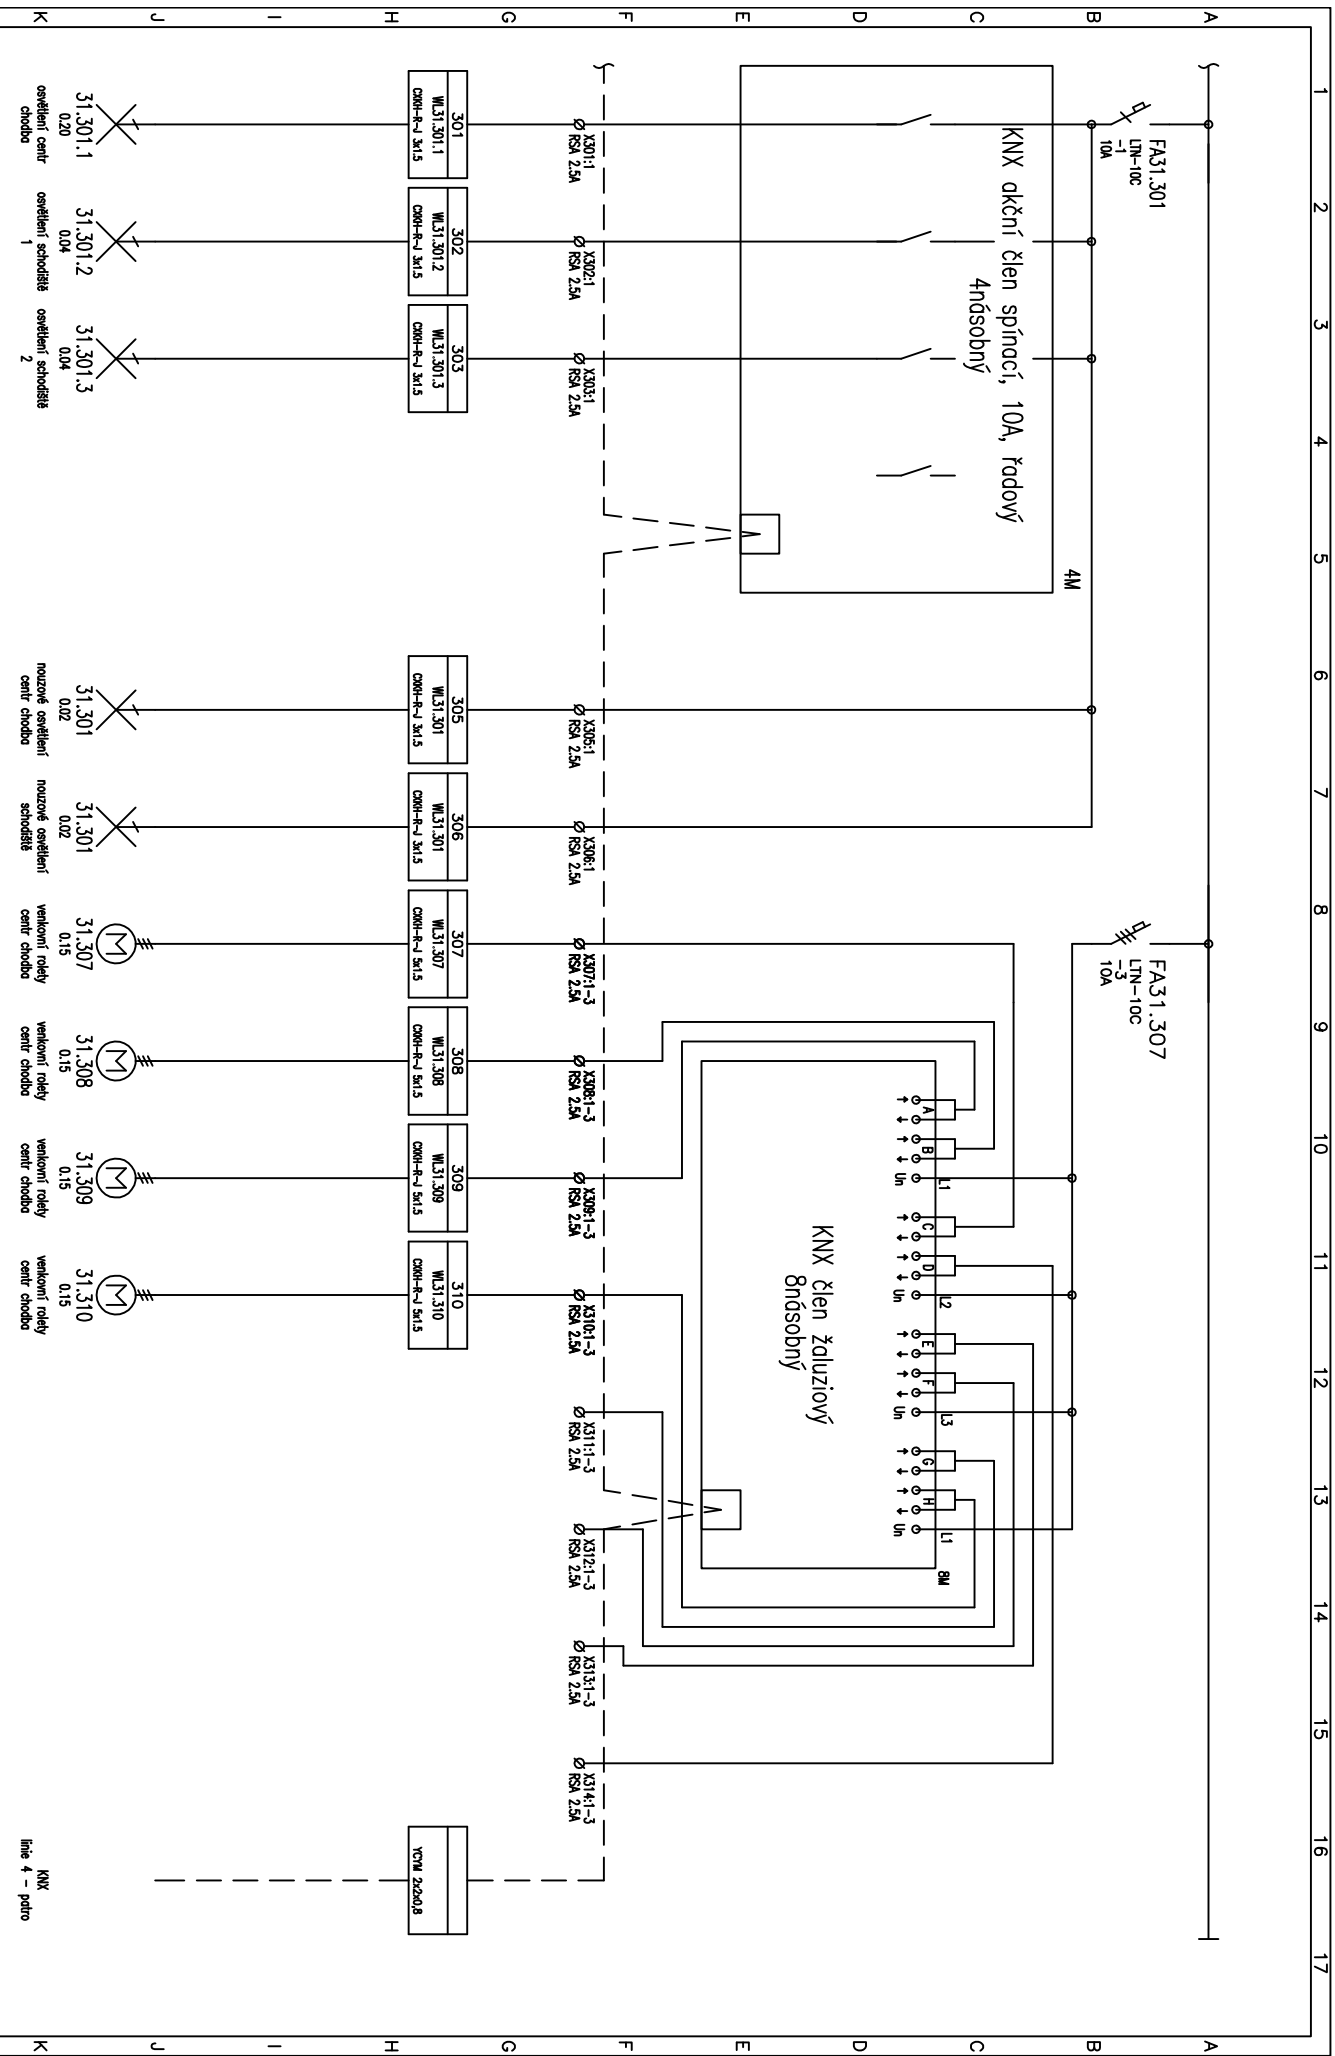 1 2 3 4 5 6 7 8 9 10 11 12 13 14 15 16 17
A A
B B
C C
D D
E E
F F
G G
H H
I I
J J
K K
FA31.301
LTN-10C
-1
10A
FA31.307
LTN-10C
-3
10A
4M
KNX akční člen spínací, 10A, řadový
4násobný
A B Un L1
C D Un L2
E F Un L3
G H Un L1
8M
KNX člen žaluziový
8násobný
X301:1
RSA 2.5A
X302:1
RSA 2.5A
X303:1
RSA 2.5A
X305:1
RSA 2.5A
X306:1
RSA 2.5A
X307:1-3
RSA 2.5A
X308:1-3
RSA 2.5A
X309:1-3
RSA 2.5A
X310:1-3
RSA 2.5A
X311:1-3
RSA 2.5A
X312:1-3
RSA 2.5A
X313:1-3
RSA 2.5A
X314:1-3
RSA 2.5A
301
WL31.301.1
CXKH-R-J 3x1.5
302
WL31.301.2
CXKH-R-J 3x1.5
303
WL31.301.3
CXKH-R-J 3x1.5
305
WL31.301
CXKH-R-J 3x1.5
306
WL31.301
CXKH-R-J 3x1.5
307
WL31.307
CXKH-R-J 5x1.5
308
WL31.308
CXKH-R-J 5x1.5
309
WL31.309
CXKH-R-J 5x1.5
310
WL31.310
CXKH-R-J 5x1.5
YCYM 2x2x0,8
31.301.1
0.20
osvětlení centr
chodba
31.301.2
0.04
osvětlení schodiště
1
31.301.3
0.04
osvětlení schodiště
2
31.301
0.02
nouzové osvětlení
centr chodba
31.301
0.02
nouzové osvětlení
schodiště
M
31.307
0.15
venkovní rolety
centr chodba
M
31.308
0.15
venkovní rolety
centr chodba
M
31.309
0.15
venkovní rolety
centr chodba
M
31.310
0.15
venkovní rolety
centr chodba
KNX
linie 4 - patro